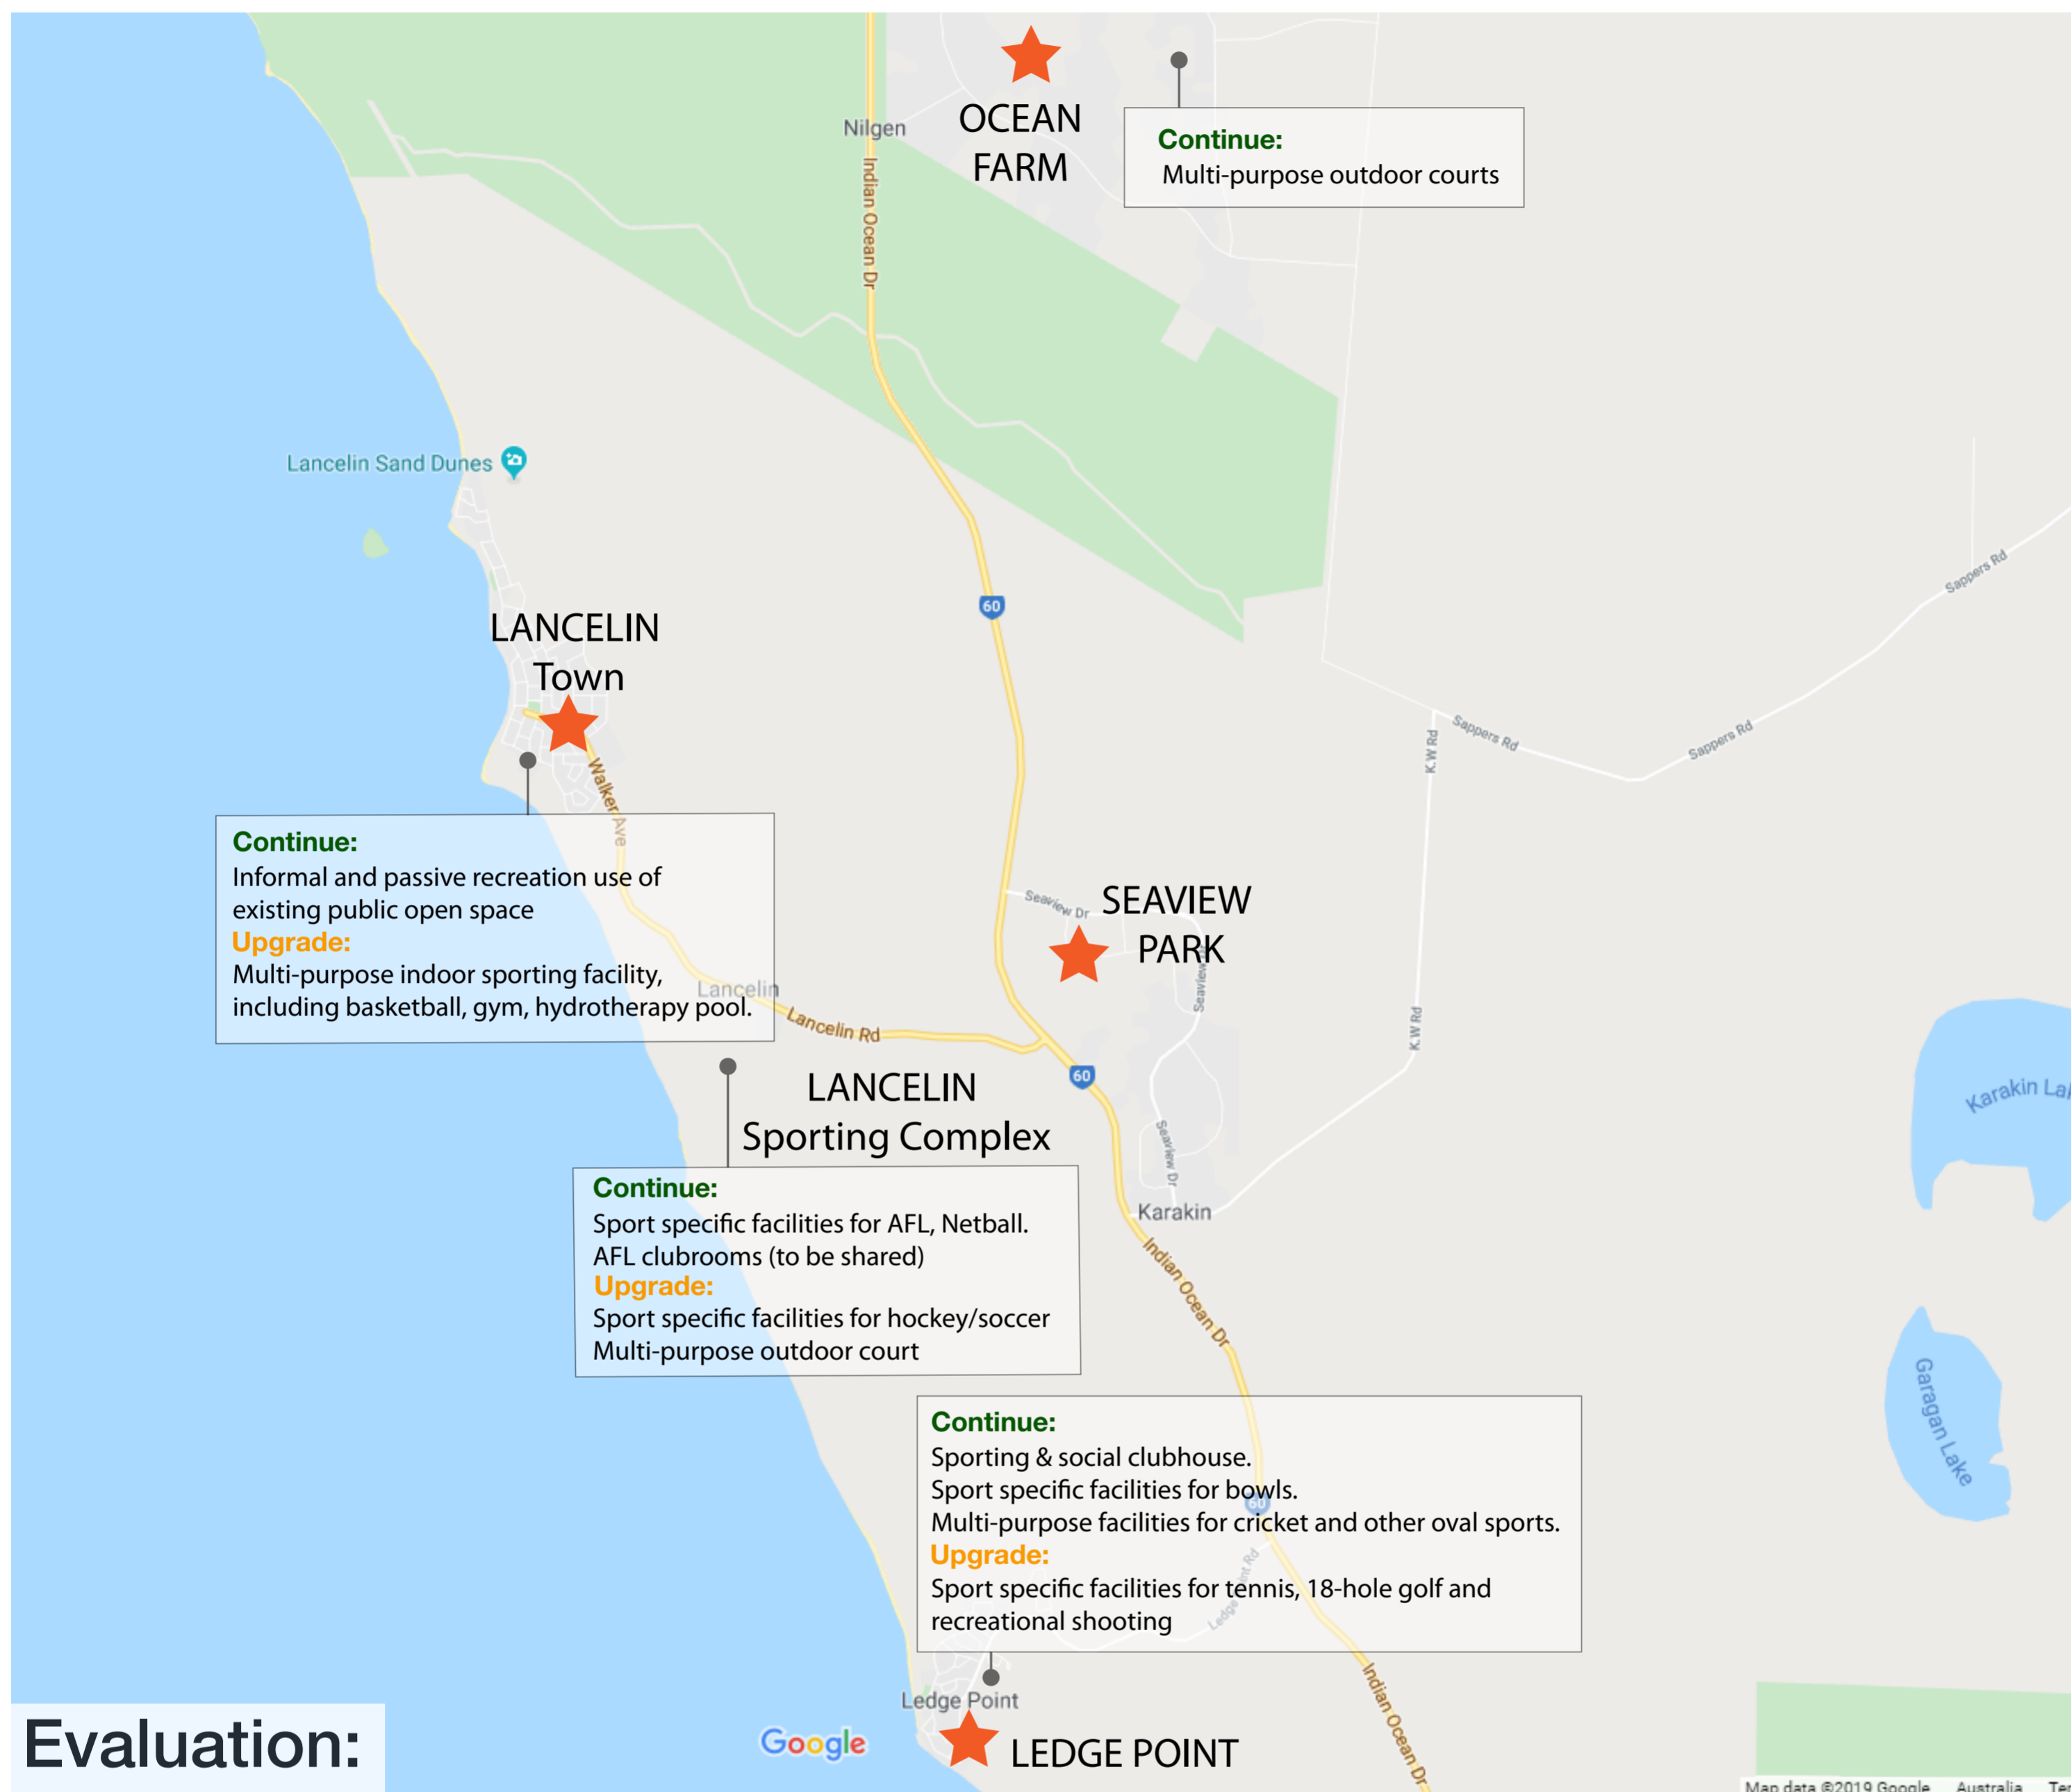 OCEAN
FARM
Nilgen
Continue:
Multi-purpose outdoor courts
Indian Ocean Dr
Lancelin Sand Dunes
60
Sappers Rd
LANCELIN
Town
Sappers Rd
Sappers Rd
K.W Rd
Walker Ave
Continue:
Informal and passive recreation use of
existing public open space
Upgrade:
Multi-purpose indoor sporting facility,
including basketball, gym, hydrotherapy pool.
Seaview Dr
SEAVIEW
PARK
Seaview
Lancelin
Lancelin Rd
K.W Rd
60
LANCELIN
Sporting Complex
Karakin
Seaview Dr
Karakin
Continue:
Sport specific facilities for AFL, Netball.
AFL clubrooms (to be shared)
Upgrade:
Sport specific facilities for hockey/soccer
Multi-purpose outdoor court
Indian Ocean Dr
Garagan Lake
Continue:
Sporting & social clubhouse.
Sport specific facilities for bowls.
60
Multi-purpose facilities for cricket and other oval sports.
Upgrade:
Sport specific facilities for tennis, 18-hole golf and
recreational shooting
Ledge Point Rd
Ledge Point
Indian Ocean Dr
Evaluation:
Google
LEDGE POINT
Map data ©2019 Google Australia